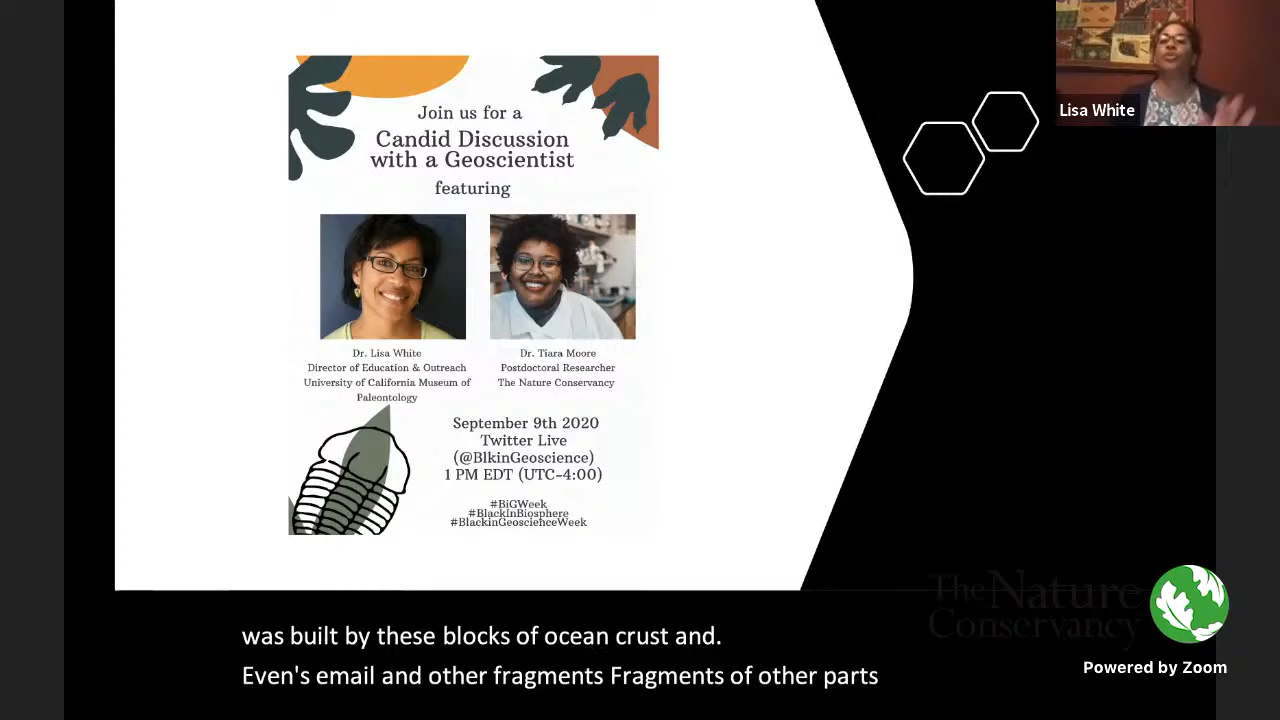 Join us for a
Candid Discussion
with a Geoscientist
featuring
Dr. Lisa White
Director of Education & Outreach
University of California Museum of
Paleontology
Dr. Tiara Moore
Postdoctoral Researcher
The Nature Conservancy
September 9th 2020
Twitter Live
(@BlkinGeoscience)
1 PM EDT (UTC-4:00)
#BiGWeek
#BlackInBiosphere
#BlackinGeoscienceWeek
Lisa White
The Nature
Conservancy
Powered by Zoom
was built by these blocks of ocean crust and.
Even's email and other fragments Fragments of other parts